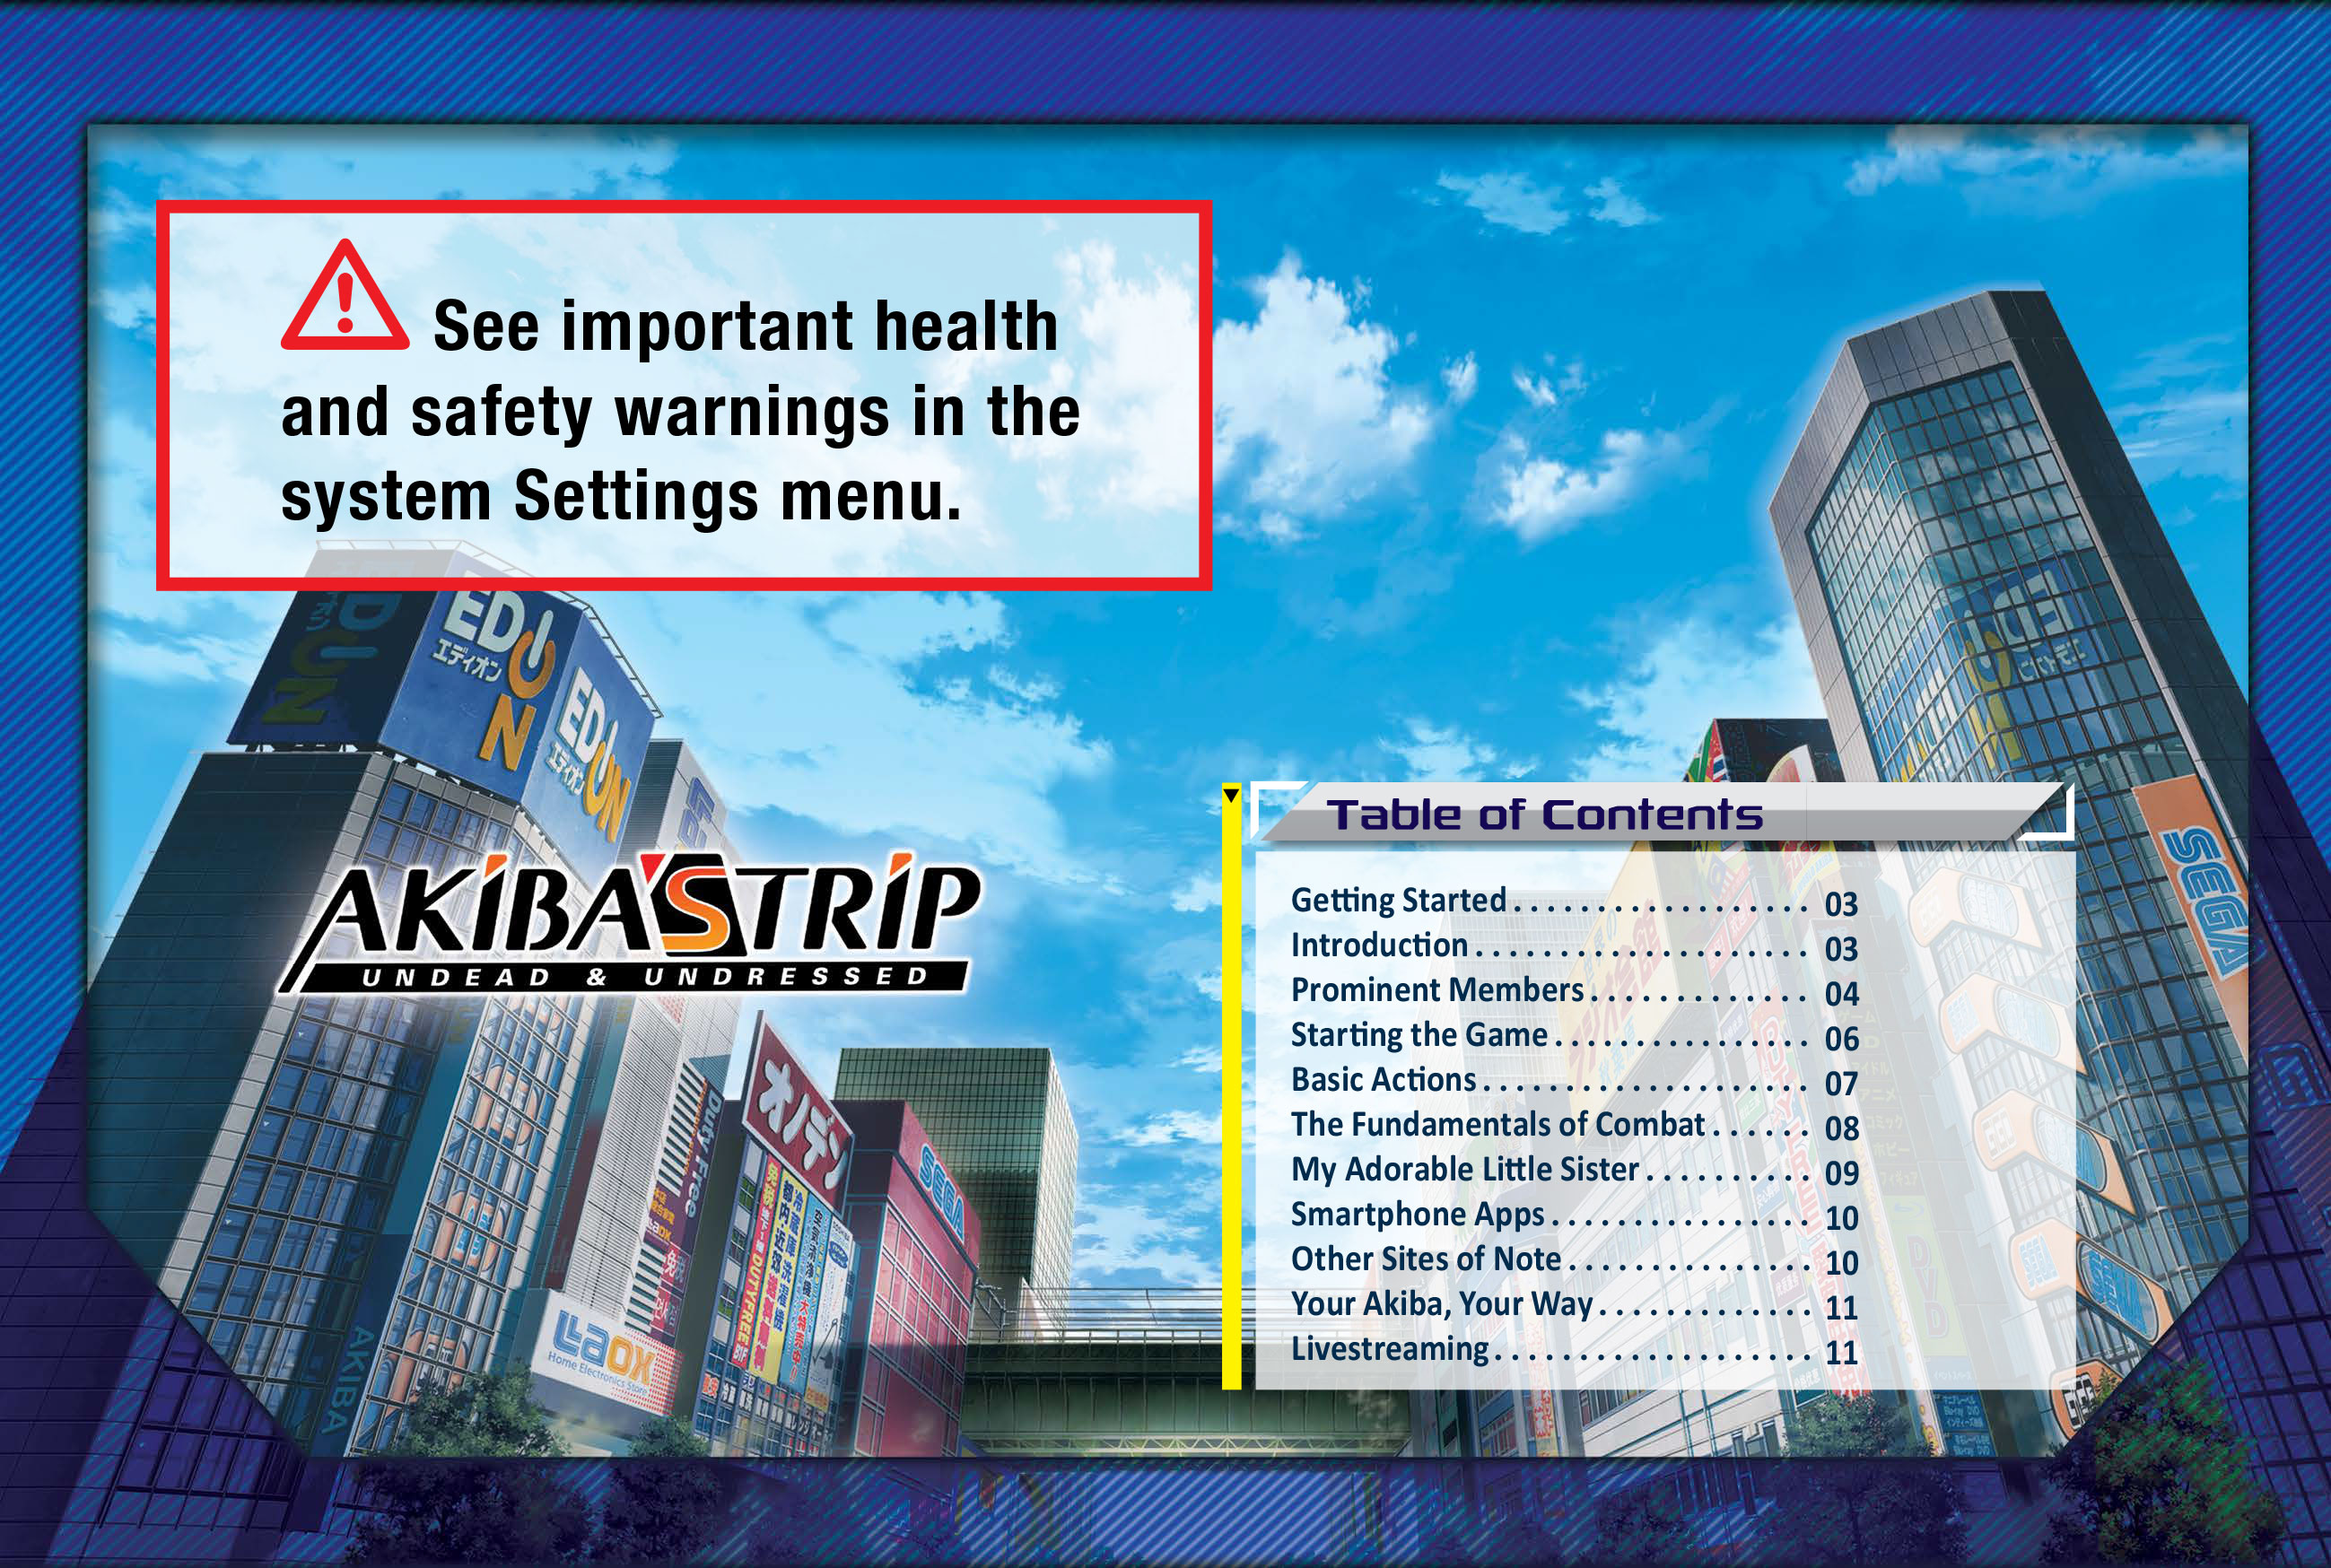 See important health
and safety warnings in the
system Settings menu.
EDION
エディオン
EDION
エディオン
AKIBA'S TRIP
UNDEAD & UNDRESSED
Table of Contents
Getting Started.................. 03
Introduction.................... 03
Prominent Members............. 04
Starting the Game................ 06
Basic Actions.................... 07
The Fundamentals of Combat...... 08
My Adorable Little Sister.......... 09
Smartphone Apps................ 10
Other Sites of Note............... 10
Your Akiba, Your Way............. 11
Livestreaming................... 11
SEGA
オノデン
SEGA
Duty Free
LAOX
Home Electronics Store
DUTYFREE
AKIBA
SEGA